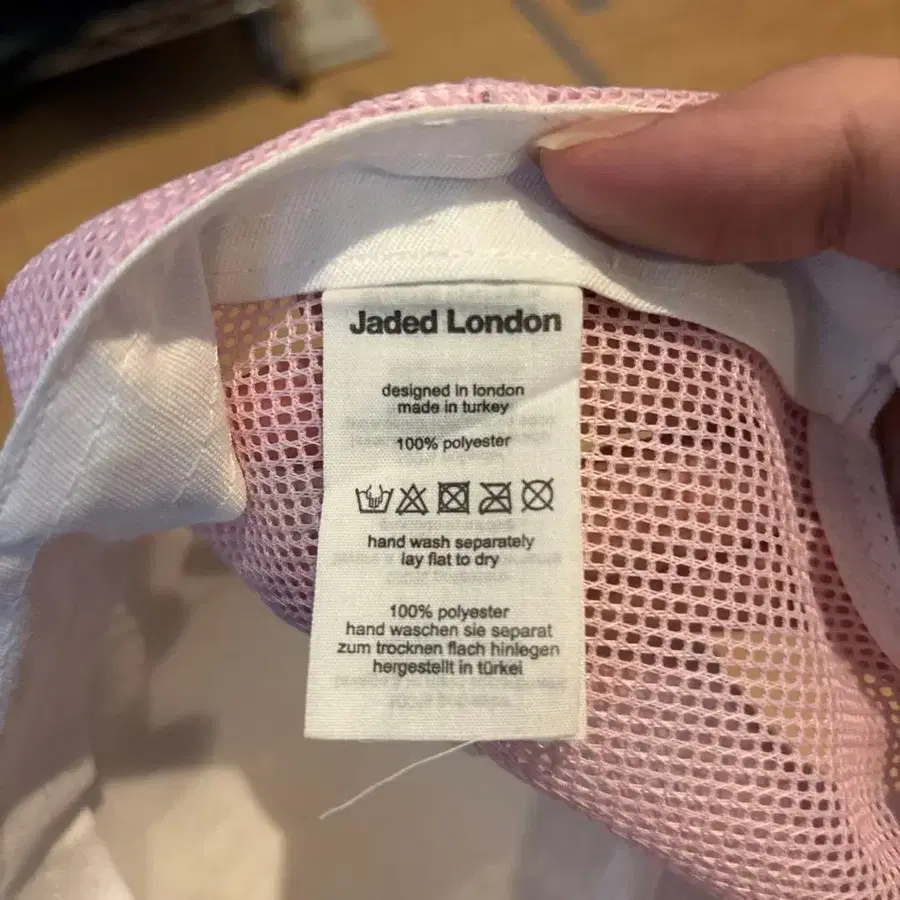 Jaded London
designed in london
made in turkey
100% polyester
hand wash separately
lay flat to dry
100% polyester
hand waschen sie separat
zum trocknen flach hinlegen
hergestellt in türkei